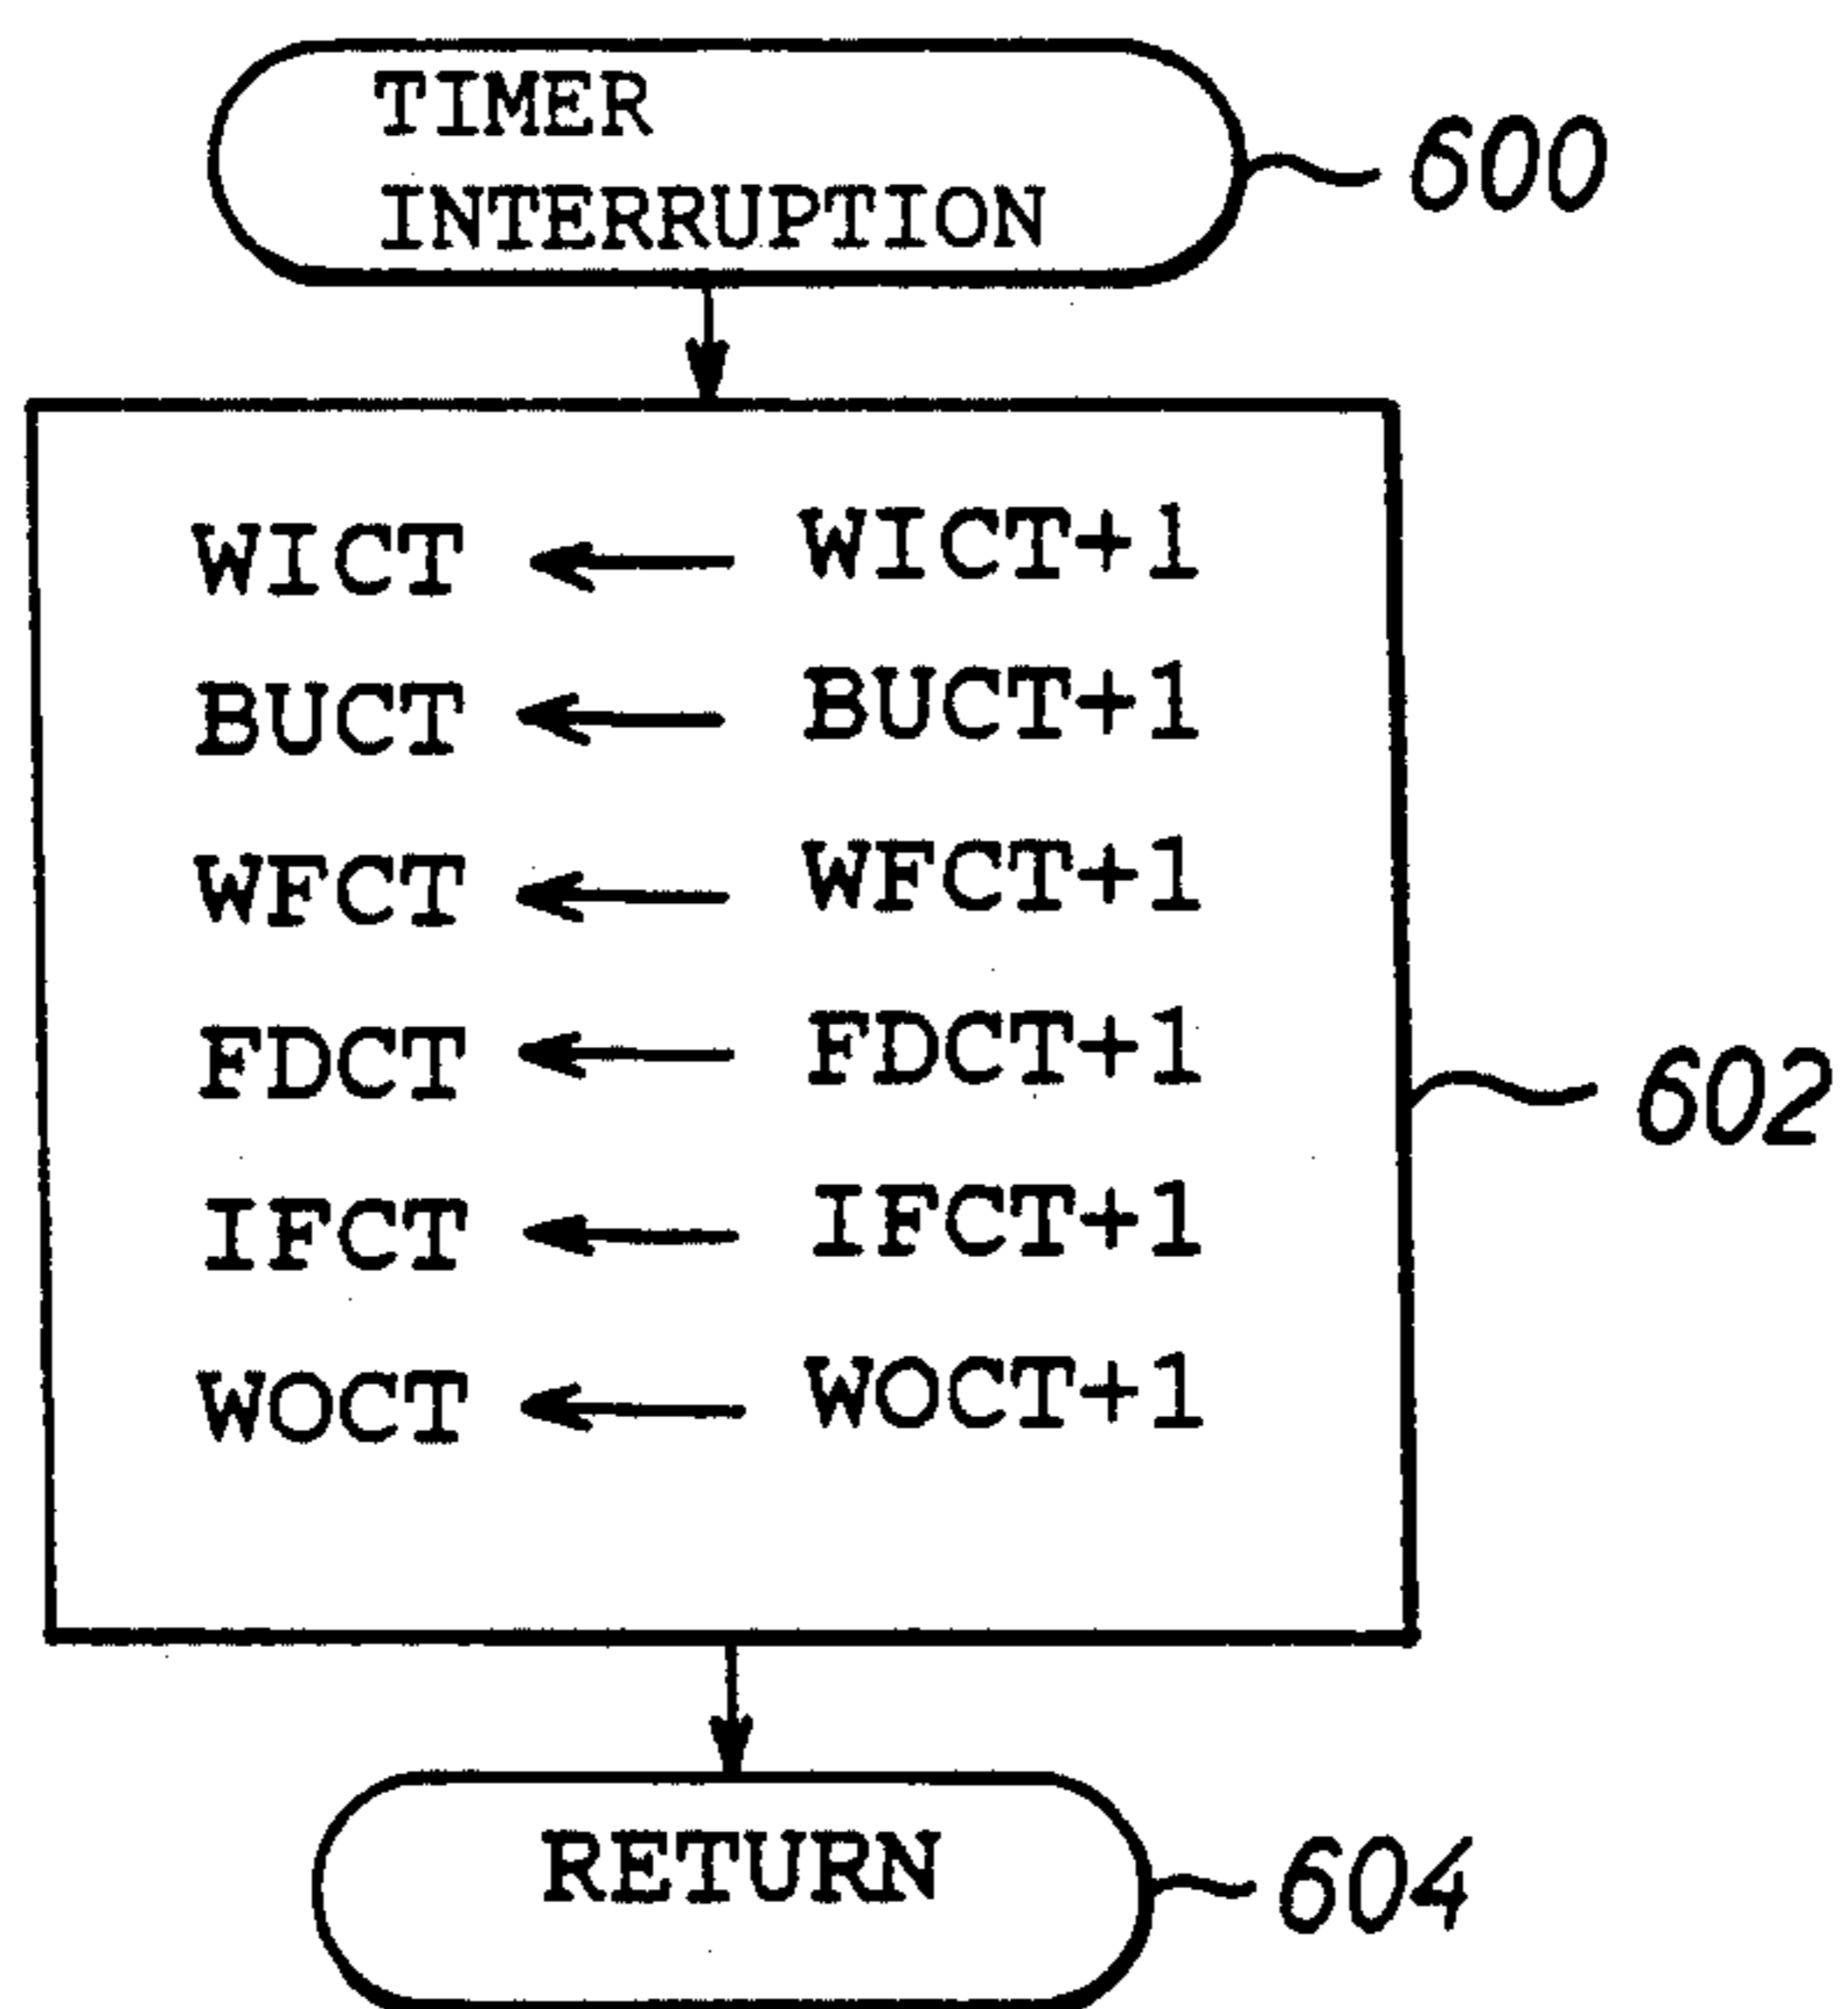 TIMER
INTERRUPTION
600
WICT ← WICT+1
BUCT ← BUCT+1
WFCT ← WFCT+1
FDCT ← FDCT+1
602
IFCT ← IFCT+1
WOCT ← WOCT+1
RETURN
604